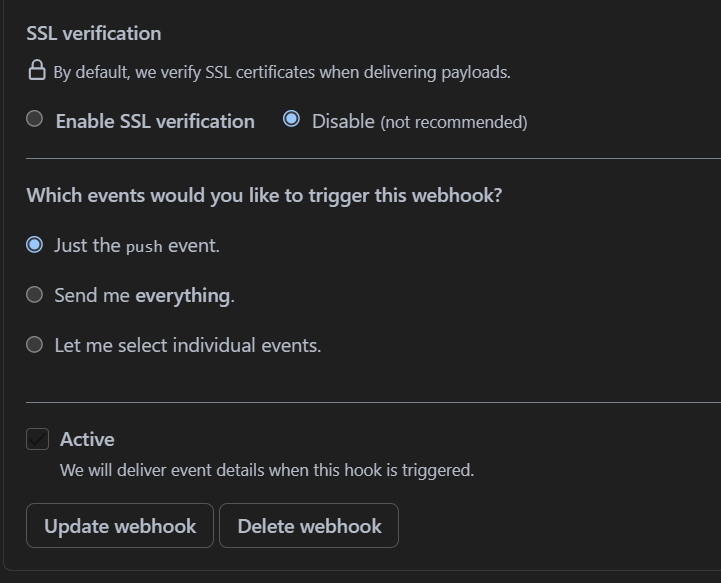 SSL verification
By default, we verify SSL certificates when delivering payloads.
Enable SSL verification Disable (not recommended)
Which events would you like to trigger this webhook?
Just the push event.
Send me everything.
Let me select individual events.
Active
We will deliver event details when this hook is triggered.
Update webhook Delete webhook